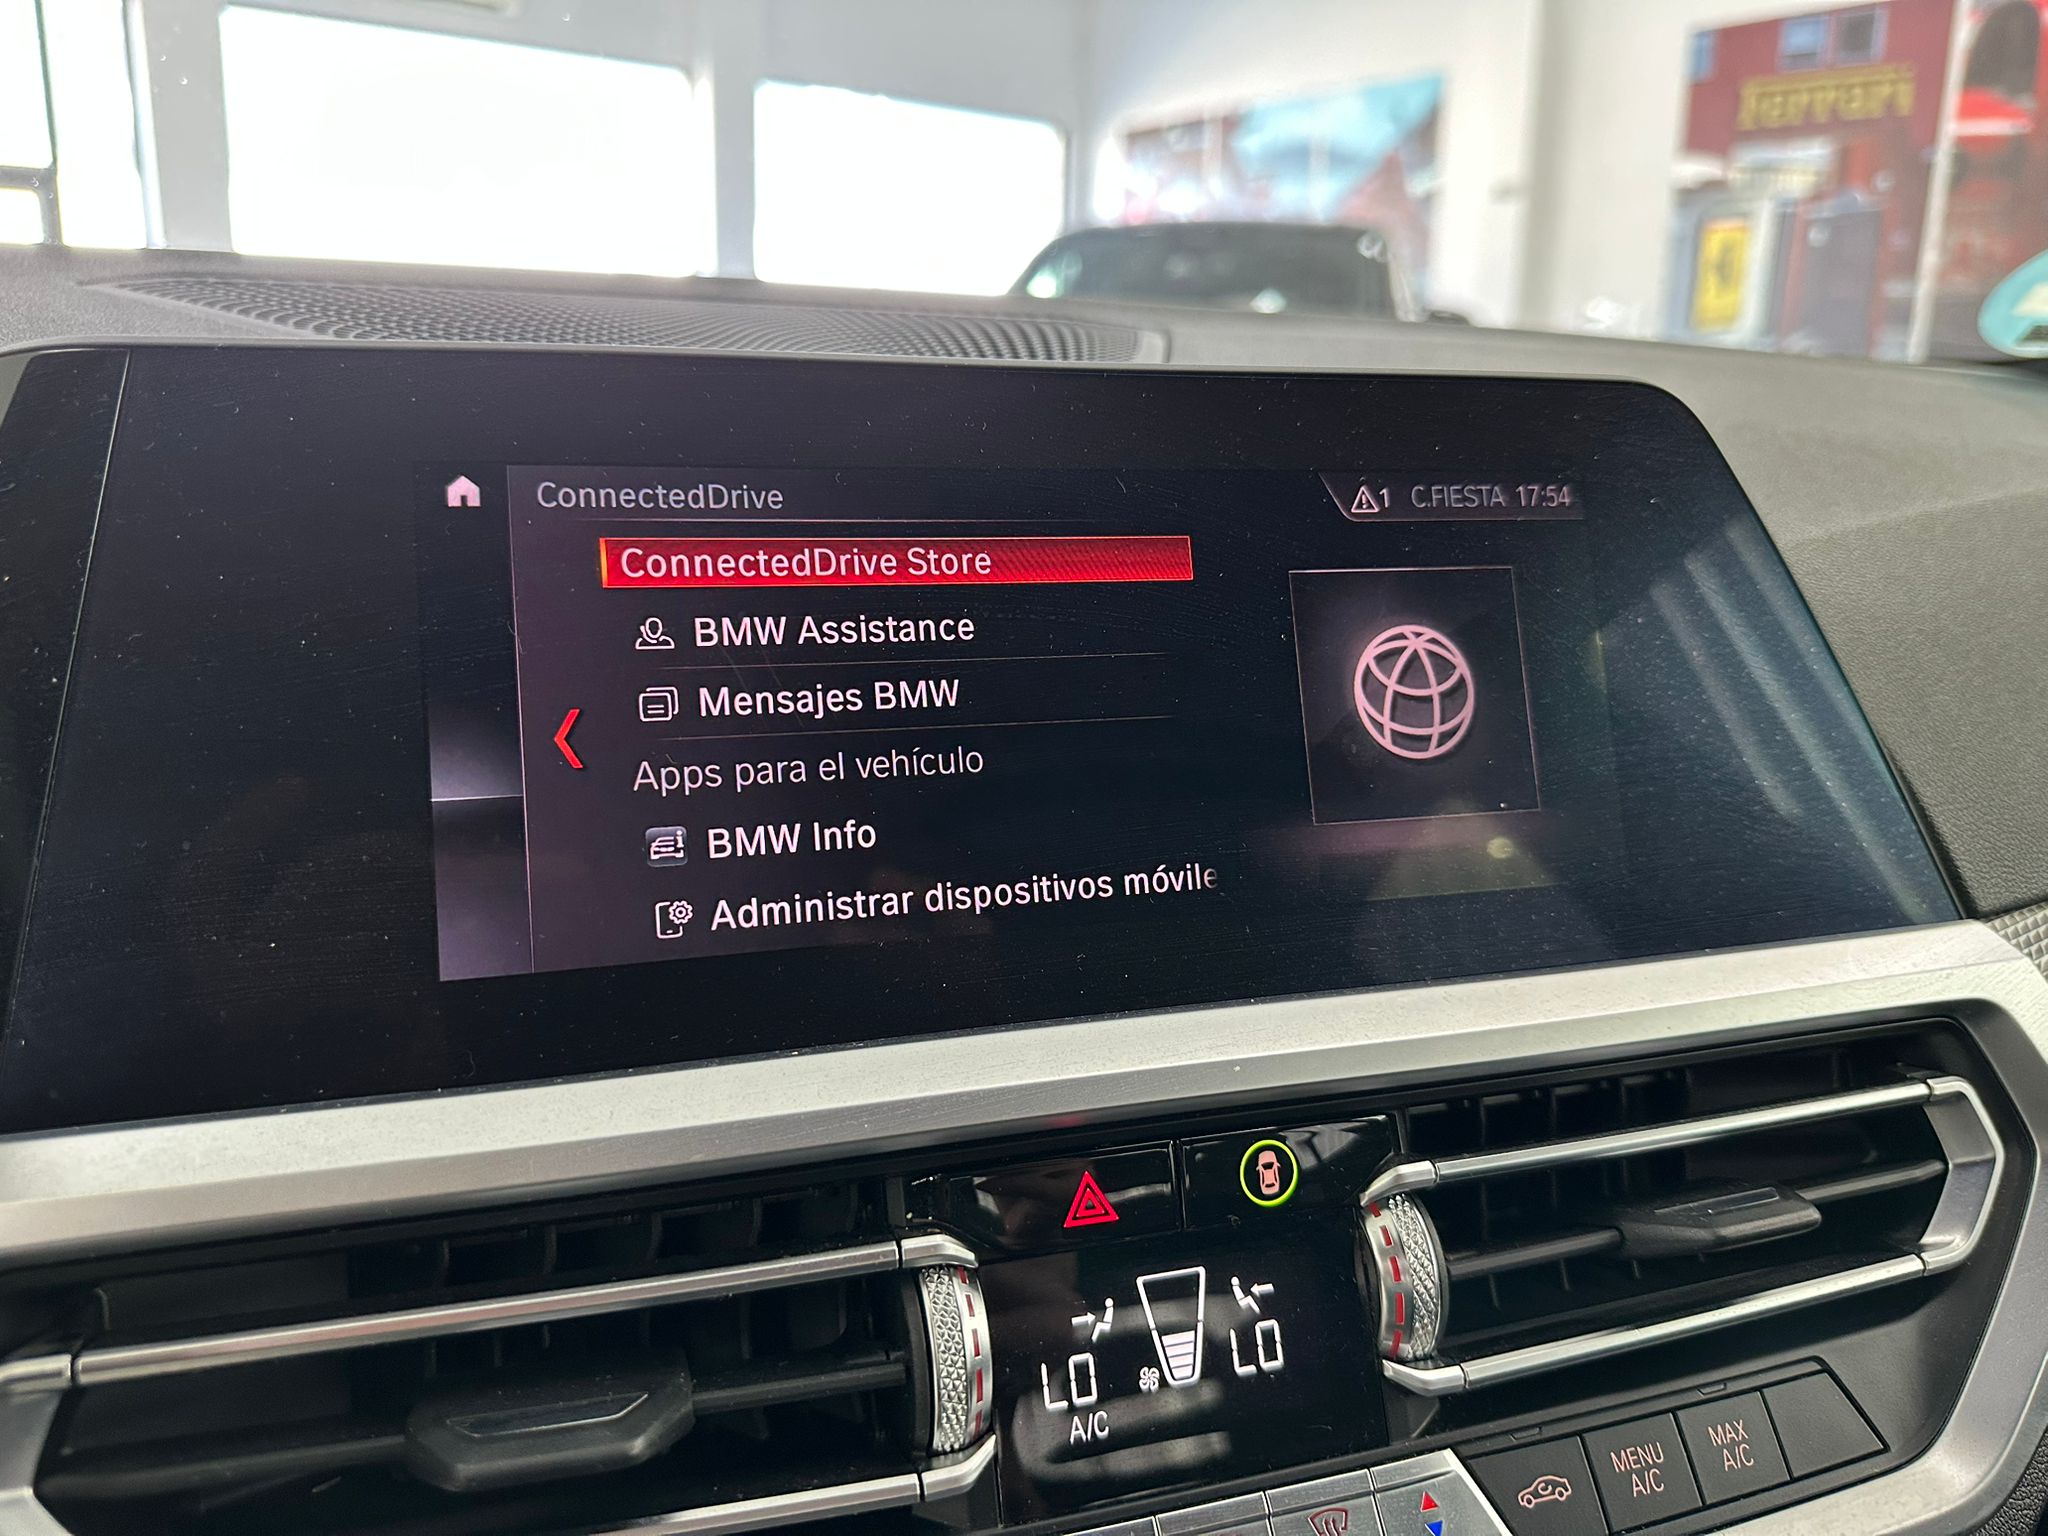 Ferrari
ConnectedDrive
1 C.FIESTA 17:54
ConnectedDrive Store
BMW Assistance
Mensajes BMW
Apps para el vehículo
BMW Info
Administrar dispositivos móvile
LO
LO
A/C
MENU
A/C
MAX
A/C